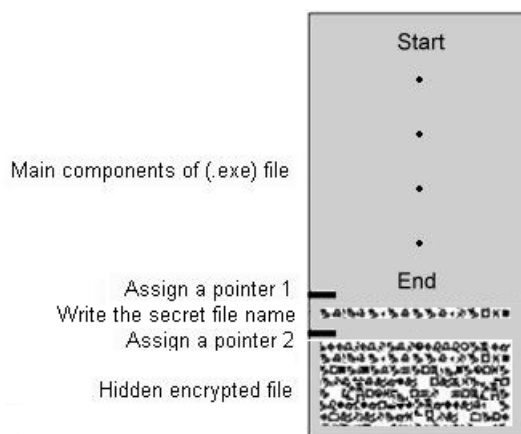 Start
Main components of (.exe) file
End
Assign a pointer 1
Write the secret file name
Assign a pointer 2
Hidden encrypted file